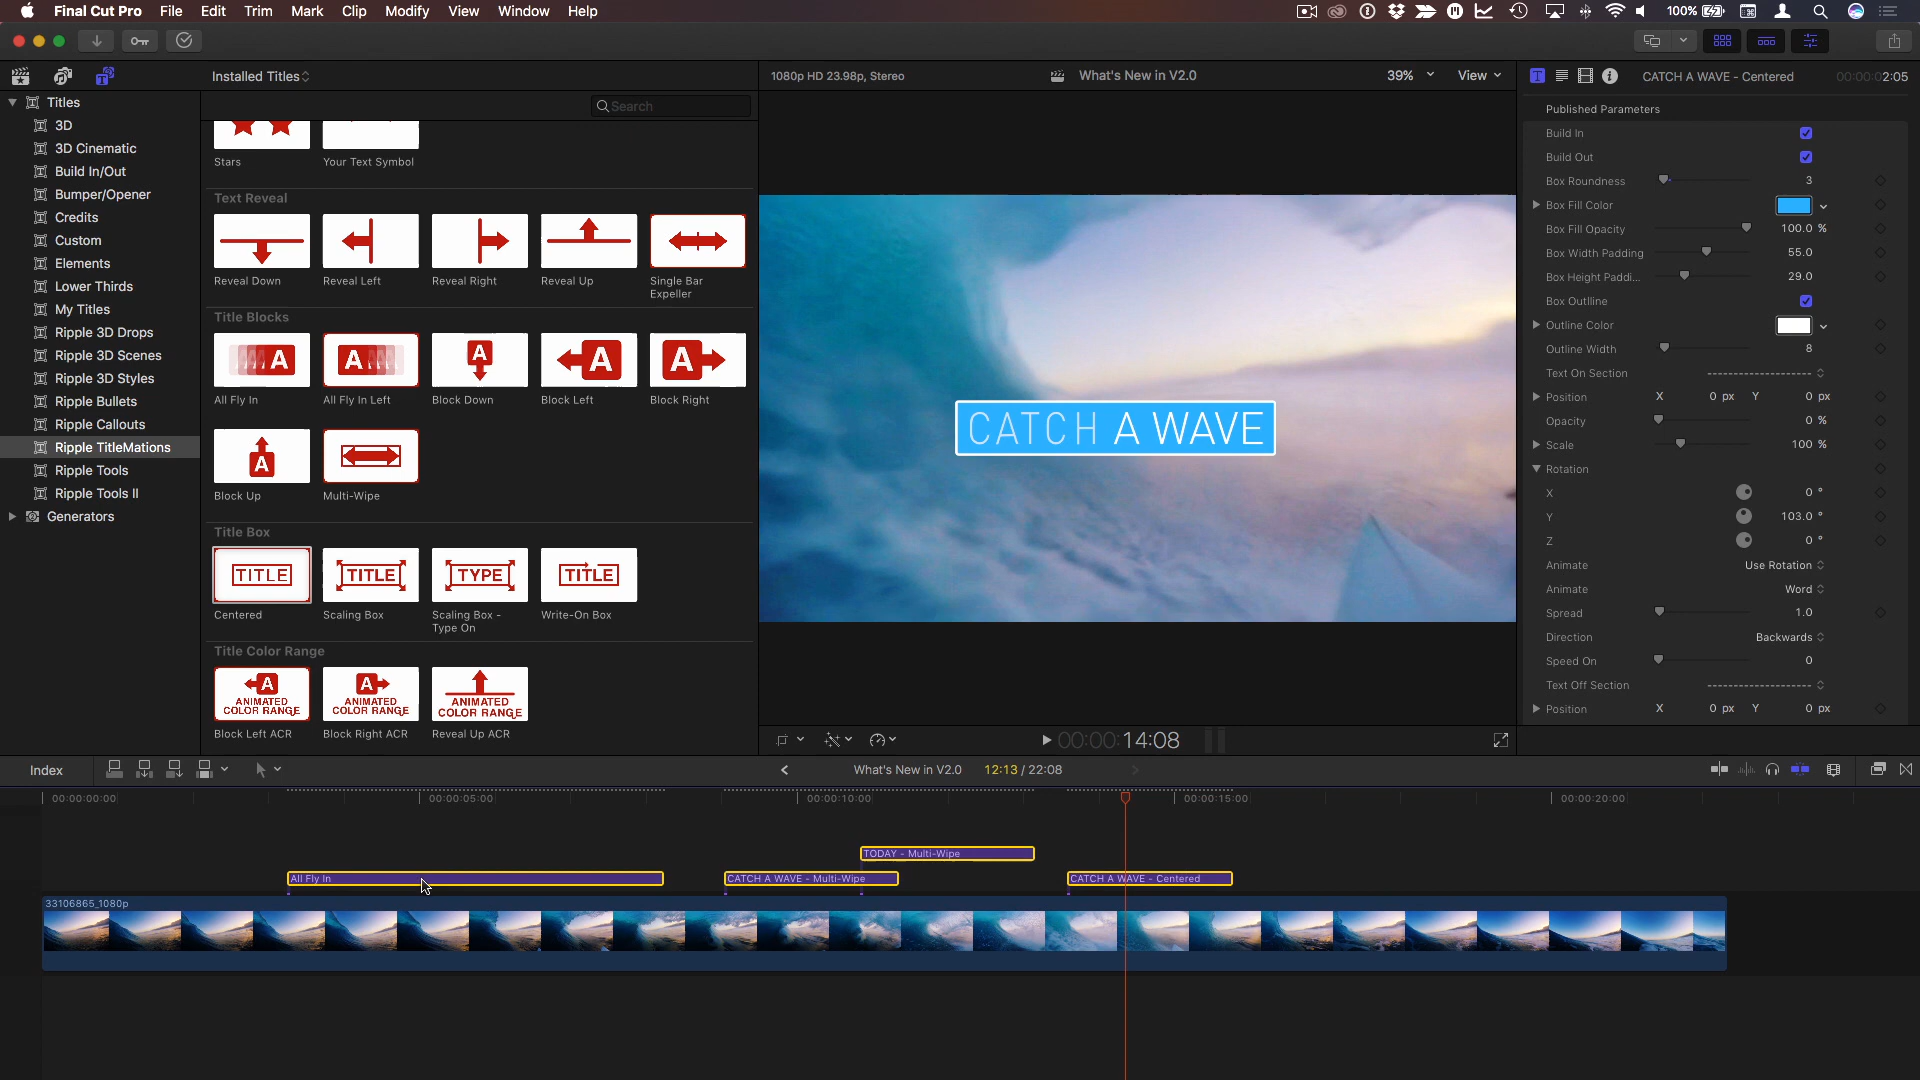 Final Cut Pro File Edit Trim Mark Clip Modify View Window Help 100%
Installed Titles
1080p HD 23.98p, Stereo What's New in V2.0 39% View
CATCH A WAVE - Centered 00:00:02:05
Titles
3D
3D Cinematic
Build In/Out
Bumper/Opener
Credits
Custom
Elements
Lower Thirds
My Titles
Ripple 3D Drops
Ripple 3D Scenes
Ripple 3D Styles
Ripple Bullets
Ripple Callouts
Ripple TitleMations
Ripple Tools
Ripple Tools II
Generators
Search
Stars Your Text Symbol
Text Reveal
Reveal Down Reveal Left Reveal Right Reveal Up Single Bar
Expeller
Title Blocks
A A A A A
All Fly In All Fly In Left Block Down Block Left Block Right
A
Block Up Multi-Wipe
Title Box
TITLE TITLE TYPE TITLE
Centered Scaling Box Scaling Box - Write-On Box
Type On
Title Color Range
A A
ANIMATED ANIMATED ANIMATED
COLOR RANGE COLOR RANGE COLOR RANGE
Block Left ACR Block Right ACR Reveal Up ACR
CATCH A WAVE
Published Parameters
Build In
Build Out
Box Roundness 3
Box Fill Color
Box Fill Opacity 100.0 %
Box Width Padding 55.0
Box Height Paddi... 29.0
Box Outlline
Outline Color
Outline Width 8
Text On Section
Position X 0 px Y 0 px
Opacity 0 %
Scale 100 %
Rotation
X 0 °
Y 103.0 °
Z 0 °
Animate Use Rotation
Animate Word
Spread 1.0
Direction Backwards
Speed On 0
Text Off Section
Position X 0 px Y 0 px
00:00:14:08
Index What's New in V2.0 12:13 / 22:08
00:00:00:00 00:00:05:00 00:00:10:00 00:00:15:00 00:00:20:00
TODAY - Multi-Wipe
All Fly In CATCH A WAVE - Multi-Wipe CATCH A WAVE - Centered
33106865_1080p